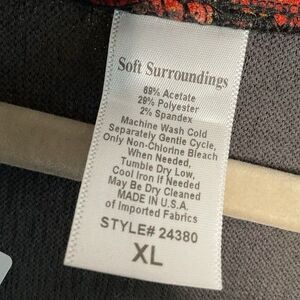 Soft Surroundings
69% Acetate
29% Polyester
2% Spandex
Machine Wash Cold
Separately Gentle Cycle,
Only Non-Chlorine Bleach
When Needed,
Tumble Dry Low,
Cool Iron If Needed
May Be Dry Cleaned
MADE IN U.S.A.
of Imported Fabrics
STYLE# 24380
XL